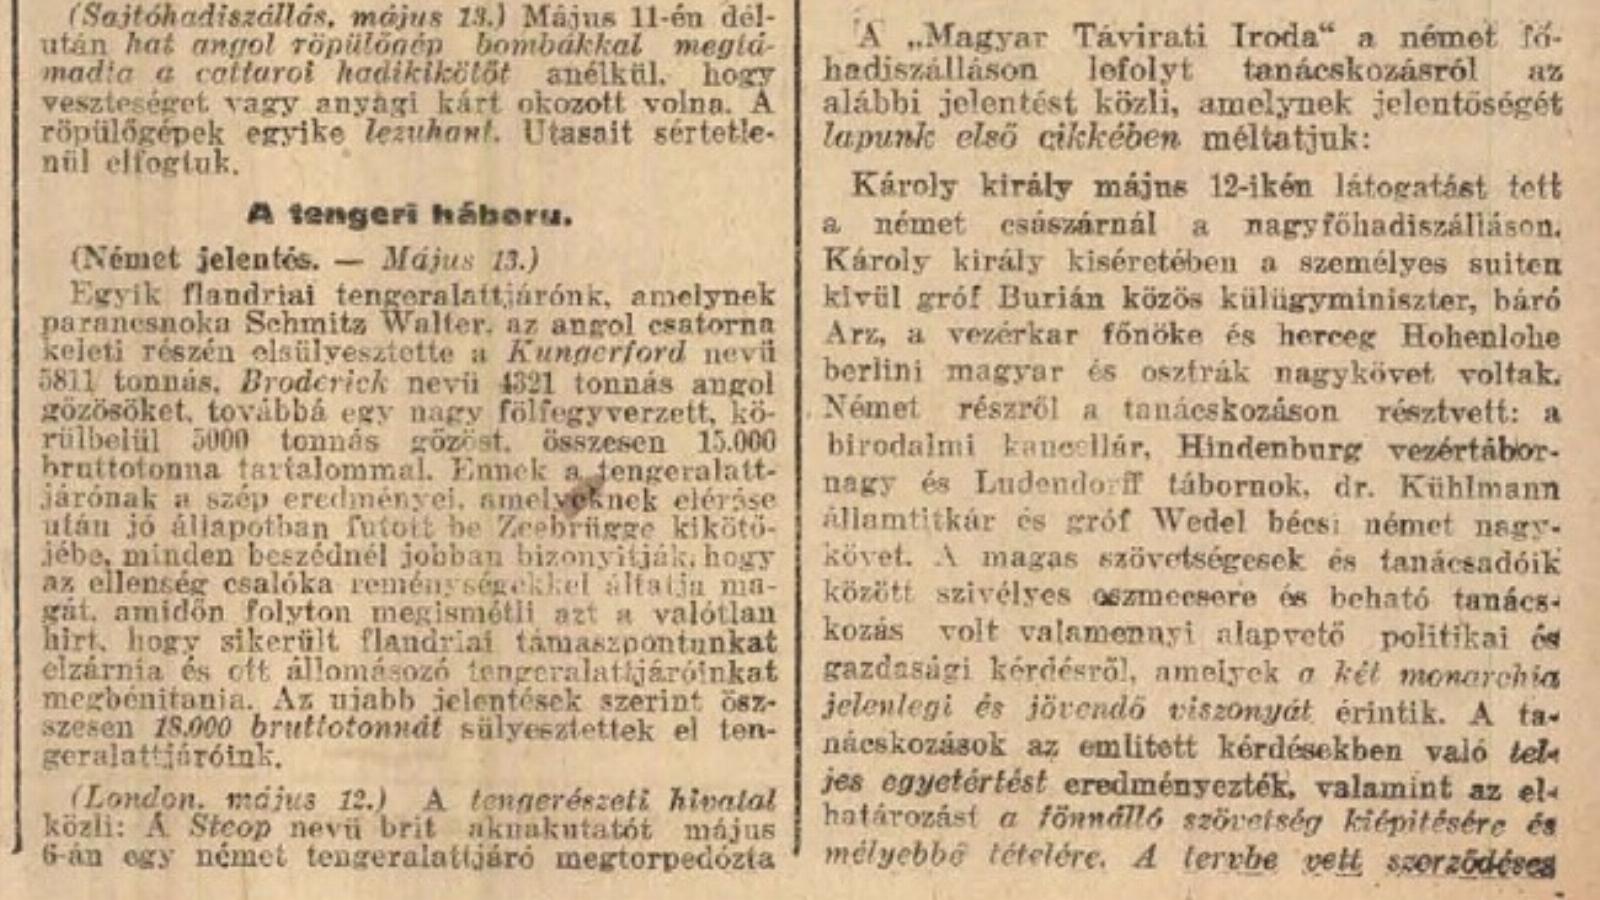 (Sajtóhadiszállás, május 13.) Május 11-én dél-
után hat angol röpülőgép bombákkal megtá-
madta a cattaroi hadikikötőt anélkül, hogy
veszteséget vagy anyagi kárt okozott volna. A
röpülőgépek egyike lezuhant. Utasait sértetle-
nül elfogtuk.
A tengeri háboru.
(Német jelentés. — Május 13.)
Egyik flandriai tengeralattjárónk, amelynek
parancsnoka Schmitz Walter, az angol csatorna
keleti részén elsülyesztette a Kungerford nevü
5811 tonnás, Broderick nevü 4321 tonnás angol
gőzösöket, továbbá egy nagy fölfegyverzett, kö-
rülbelül 5000 tonnás gőzöst, összesen 15.000
bruttotonna tartalommal. Ennek a tengeralatt-
járónak a szép eredményei, amelyeknek elérése
után jó állapotban futott be Zeebrügge kikötő-
jébe, minden beszédnél jobban bizonyitják, hogy
az ellenség csalóka reménységekkel áltatja ma-
gát, amidőn folyton megismétli azt a valótlan
hirt, hogy sikerült flandriai támaszpontunkat
elzárnia és ott állomásozó tengeralattjáróinkat
megbénitania. Az ujabb jelentések szerint ösz-
szesen 18.000 bruttotonnát sülyesztettek el ten-
geralattjáróink.
(London, május 12.) A tengerészeti hivatal
közli: A Stcop nevü brit aknakutatót május
6-án egy német tengeralattjáró megtorpedózta
A „Magyar Távirati Iroda“ a német fő-
hadiszálláson lefolyt tanácskozásról az
alábbi jelentést közli, amelynek jelentőségét
lapunk első cikkében méltatjuk:
Károly király május 12-ikén látogatást tett
a német császárnál a nagyfőhadiszálláson.
Károly király kiséretében a személyes suiten
kivül gróf Burián közös külügyminiszter, báró
Arz, a vezérkar főnöke és herceg Hohenlohe
berlini magyar és osztrák nagykövet voltak.
Német részről a tanácskozáson résztvett: a
birodalmi kancellár, Hindenburg vezértábor-
nagy és Ludendorff tábornok, dr. Kühlmann
államtitkár és gróf Wedel bécsi német nagy-
követ. A magas szövetségesek és tanácsadóik
között szivélyes eszmecsere és beható tanács-
kozás volt valamennyi alapvető politikai és
gazdasági kérdésről, amelyek a két monarchia
jelenlegi és jövendő viszonyát érintik. A ta-
nácskozások az emlitett kérdésekben való tel-
jes egyetértést eredményezték, valamint az el-
határozást a fönnálló szövetség kiépitésére és
mélyebbé tételére. A tervbe vett szerződéses